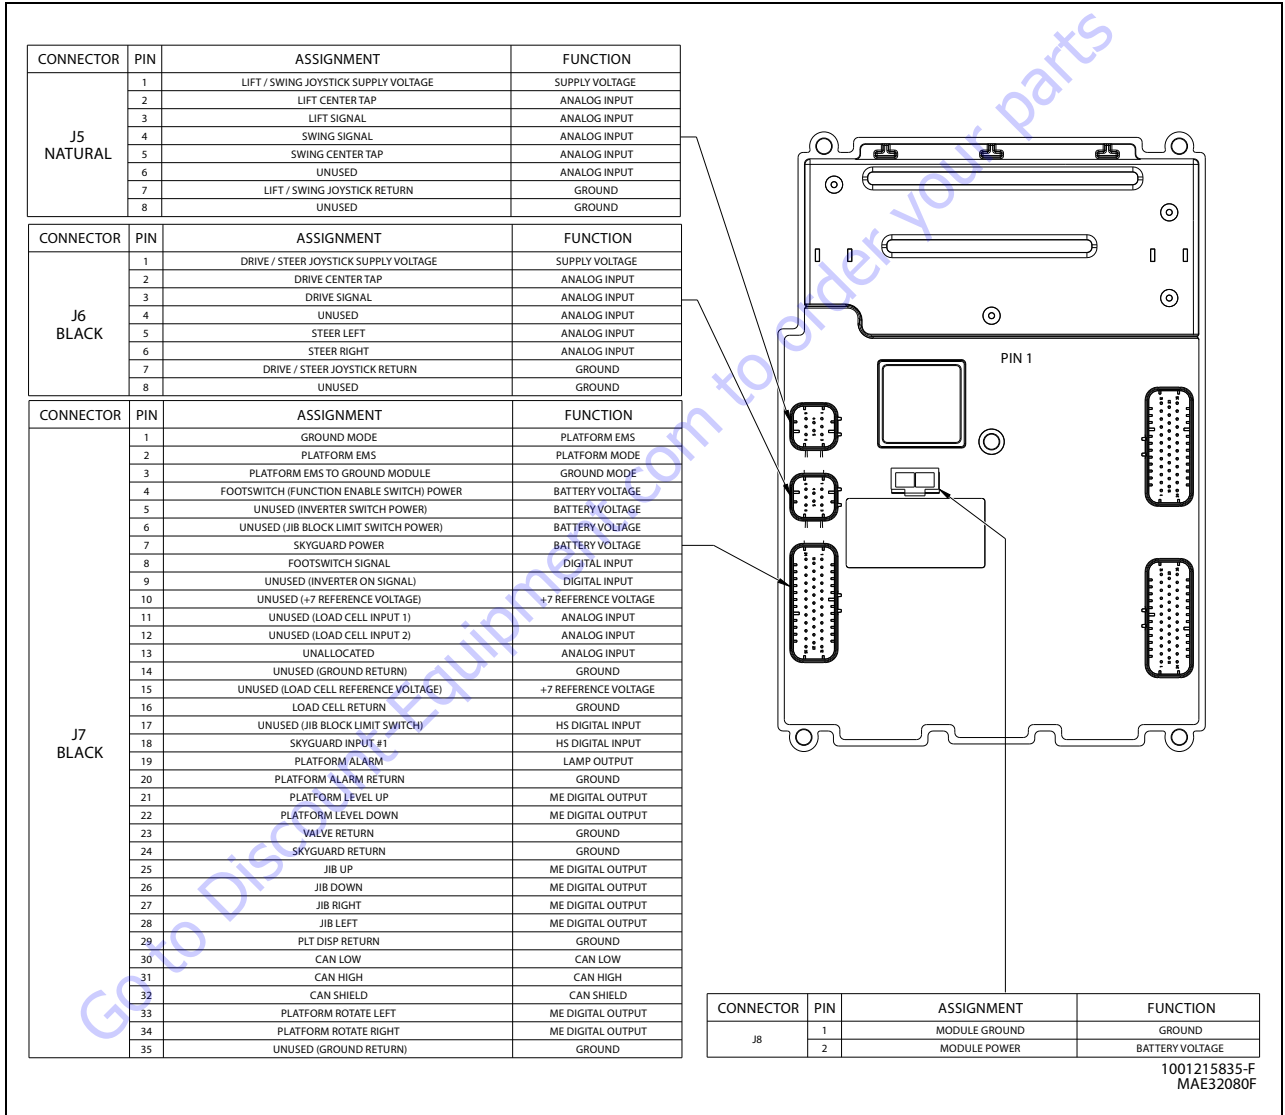 CONNECTOR PIN ASSIGNMENT FUNCTION
J5 NATURAL
1 LIFT / SWING JOYSTICK SUPPLY VOLTAGE SUPPLY VOLTAGE
2 LIFT CENTER TAP ANALOG INPUT
3 LIFT SIGNAL ANALOG INPUT
4 SWING SIGNAL ANALOG INPUT
5 SWING CENTER TAP ANALOG INPUT
6 UNUSED ANALOG INPUT
7 LIFT / SWING JOYSTICK RETURN GROUND
8 UNUSED GROUND
CONNECTOR PIN ASSIGNMENT FUNCTION
J6 BLACK
1 DRIVE / STEER JOYSTICK SUPPLY VOLTAGE SUPPLY VOLTAGE
2 DRIVE CENTER TAP ANALOG INPUT
3 DRIVE SIGNAL ANALOG INPUT
4 UNUSED ANALOG INPUT
5 STEER LEFT ANALOG INPUT
6 STEER RIGHT ANALOG INPUT
7 DRIVE / STEER JOYSTICK RETURN GROUND
8 UNUSED GROUND
CONNECTOR PIN ASSIGNMENT FUNCTION
J7 BLACK
1 GROUND MODE PLATFORM EMS
2 PLATFORM EMS PLATFORM MODE
3 PLATFORM EMS TO GROUND MODULE GROUND MODE
4 FOOTSWITCH (FUNCTION ENABLE SWITCH) POWER BATTERY VOLTAGE
5 UNUSED (INVERTER SWITCH POWER) BATTERY VOLTAGE
6 UNUSED (JIB BLOCK LIMIT SWITCH POWER) BATTERY VOLTAGE
7 SKYGUARD POWER BATTERY VOLTAGE
8 FOOTSWITCH SIGNAL DIGITAL INPUT
9 UNUSED (INVERTER ON SIGNAL) DIGITAL INPUT
10 UNUSED (+7 REFERENCE VOLTAGE) +7 REFERENCE VOLTAGE
11 UNUSED (LOAD CELL INPUT 1) ANALOG INPUT
12 UNUSED (LOAD CELL INPUT 2) ANALOG INPUT
13 UNALLOCATED ANALOG INPUT
14 UNUSED (GROUND RETURN) GROUND
15 UNUSED (LOAD CELL REFERENCE VOLTAGE) +7 REFERENCE VOLTAGE
16 LOAD CELL RETURN GROUND
17 UNUSED (JIB BLOCK LIMIT SWITCH) HS DIGITAL INPUT
18 SKYGUARD INPUT #1 HS DIGITAL INPUT
19 PLATFORM ALARM LAMP OUTPUT
20 PLATFORM ALARM RETURN GROUND
21 PLATFORM LEVEL UP ME DIGITAL OUTPUT
22 PLATFORM LEVEL DOWN ME DIGITAL OUTPUT
23 VALVE RETURN GROUND
24 SKYGUARD RETURN GROUND
25 JIB UP ME DIGITAL OUTPUT
26 JIB DOWN ME DIGITAL OUTPUT
27 JIB RIGHT ME DIGITAL OUTPUT
28 JIB LEFT ME DIGITAL OUTPUT
29 PLT DISP RETURN GROUND
30 CAN LOW CAN LOW
31 CAN HIGH CAN HIGH
32 CAN SHIELD CAN SHIELD
33 PLATFORM ROTATE LEFT ME DIGITAL OUTPUT
34 PLATFORM ROTATE RIGHT ME DIGITAL OUTPUT
35 UNUSED (GROUND RETURN) GROUND
PIN 1
CONNECTOR PIN ASSIGNMENT FUNCTION
J8
1 MODULE GROUND GROUND
2 MODULE POWER BATTERY VOLTAGE
1001215835-F
MAE32080F
Go to Discount-Equipment.com to order your parts